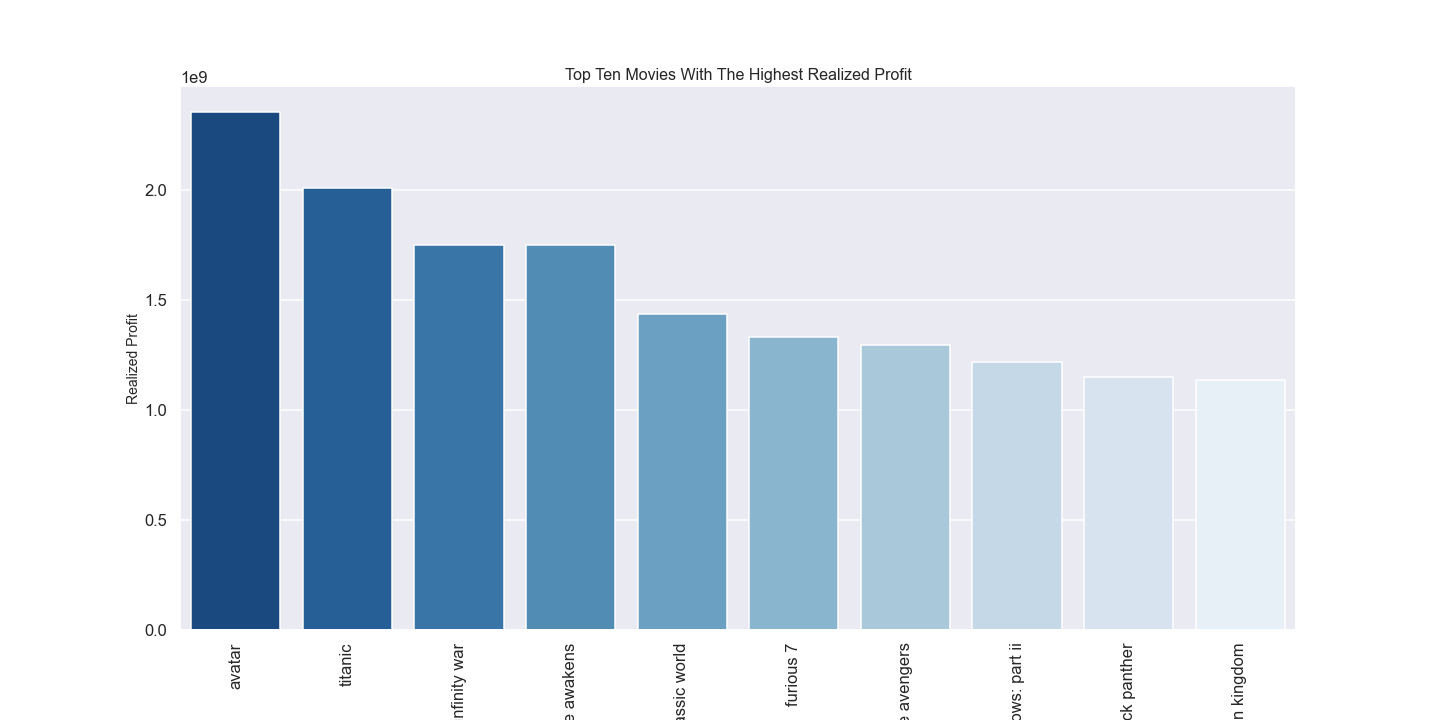 Top Ten Movies With The Highest Realized Profit
1e9
2.0
1.5
1.0
0.5
0.0
Realized Profit
avatar
titanic
infinity war
e awakens
assic world
furious 7
e avengers
ows: part ii
ck panther
n kingdom